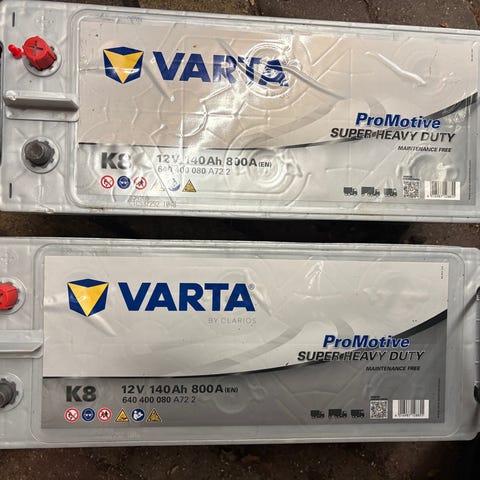 VARTA
ProMotive
SUPER HEAVY DUTY
MAINTENANCE FREE
K8
12V 140Ah 800A (EN)
640 400 080 A72 2
VARTA®
BY CLARIOS
ProMotive
SUPER HEAVY DUTY
MAINTENANCE FREE
K8
12V 140Ah 800A (EN)
640 400 080 A72 2